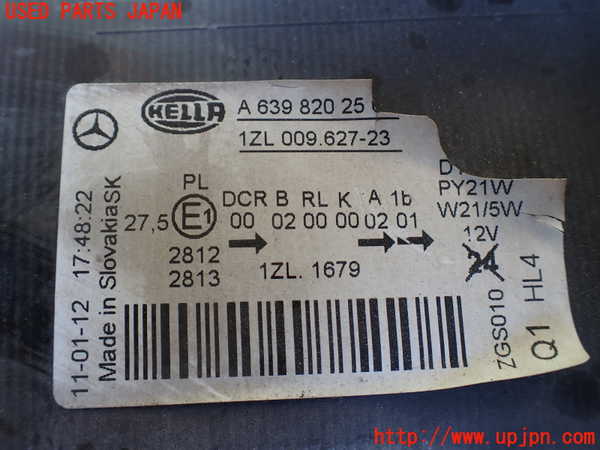 USED PARTS JAPAN
HELLA
A 639 820 25
1ZL 009.627-23
PL
DCR B RL K A 1b
27,5 E1 00 02 00 00 02 01
2812
2813
1ZL. 1679
D1
PY21W
W21/5W
12V
24
ZGS010
Q1 HL4
11-01-12 17:48:22
Made in SlovakiaSK
http://www.upjpn.com/